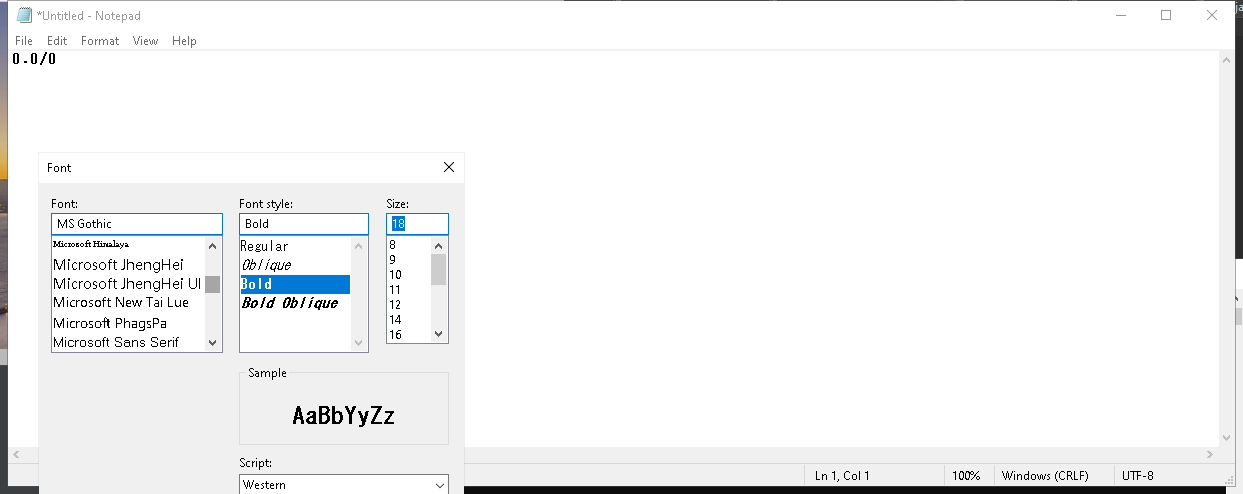 *Untitled - Notepad
File Edit Format View Help
0.0/0
Font
Font: Font style: Size:
MS Gothic Bold 18
Microsoft Himalaya
Microsoft JhengHei
Microsoft JhengHei UI
Microsoft New Tai Lue
Microsoft PhagsPa
Microsoft Sans Serif
Regular
Oblique
Bold
Bold Oblique
8
9
10
11
12
14
16
Sample
AaBbYyZz
Script:
Western
Ln 1, Col 1 100% Windows (CRLF) UTF-8